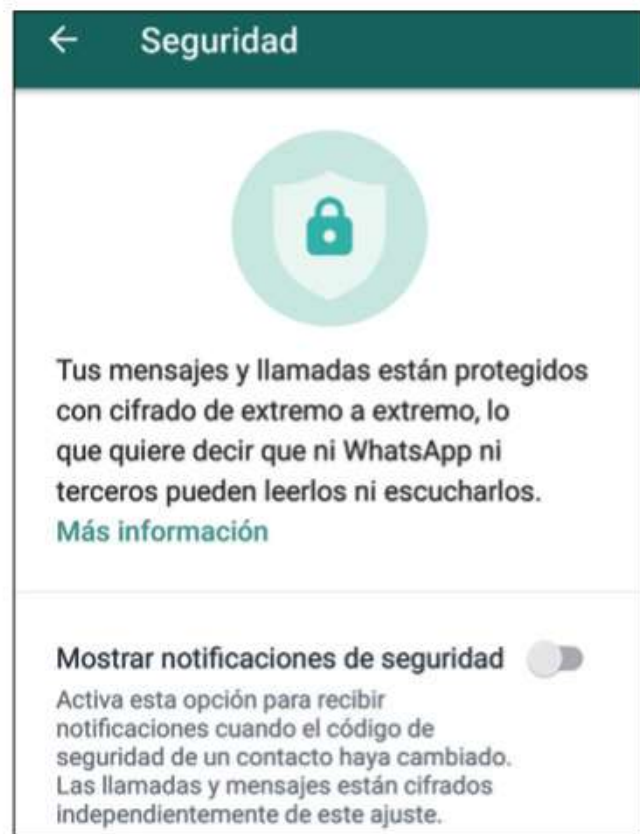 Seguridad
Tus mensajes y llamadas están protegidos
con cifrado de extremo a extremo, lo
que quiere decir que ni WhatsApp ni
terceros pueden leerlos ni escucharlos.
Más información
Mostrar notificaciones de seguridad
Activa esta opción para recibir
notificaciones cuando el código de
seguridad de un contacto haya cambiado.
Las llamadas y mensajes están cifrados
independientemente de este ajuste.